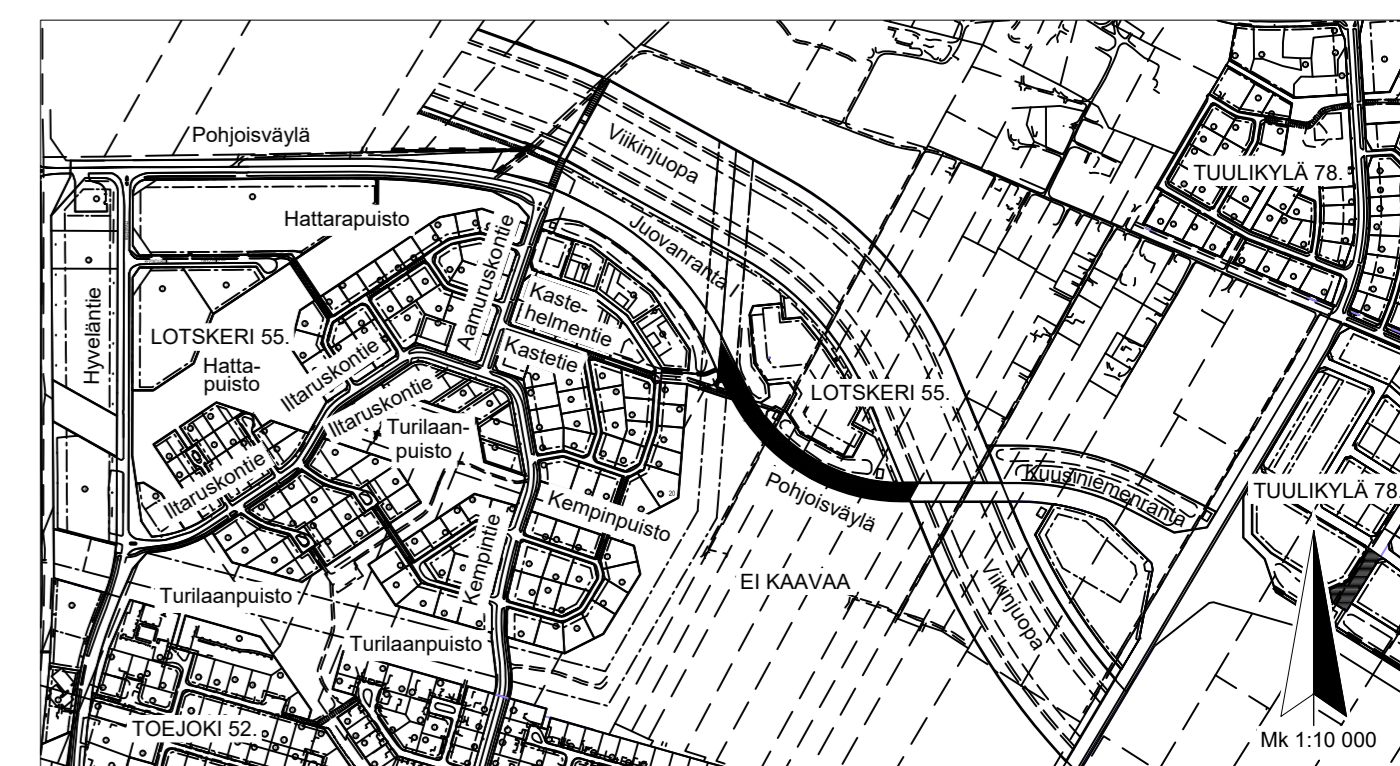 Pohjoisväylä
Viikinjuopa
TUULIKYLÄ 78.
Hattarapuisto
Juovanranta
Aamuruskontie
Hyveläntie
Kaste-
helmentie
LOTSKERI 55.
Hatta-
puisto
Iltaruskontie
Kastetie
LOTSKERI 55.
Iltaruskontie
Turilaan-
puisto
Iltaruskontie
Kuusiniemenranta
TUULIKYLÄ 78
Pohjoisväylä
Kempinpuisto
20
Kempintie
EI KAAVAA
Viikinjuopa
Turilaanpuisto
Turilaanpuisto
TOEJOKI 52.
Mk 1:10 000